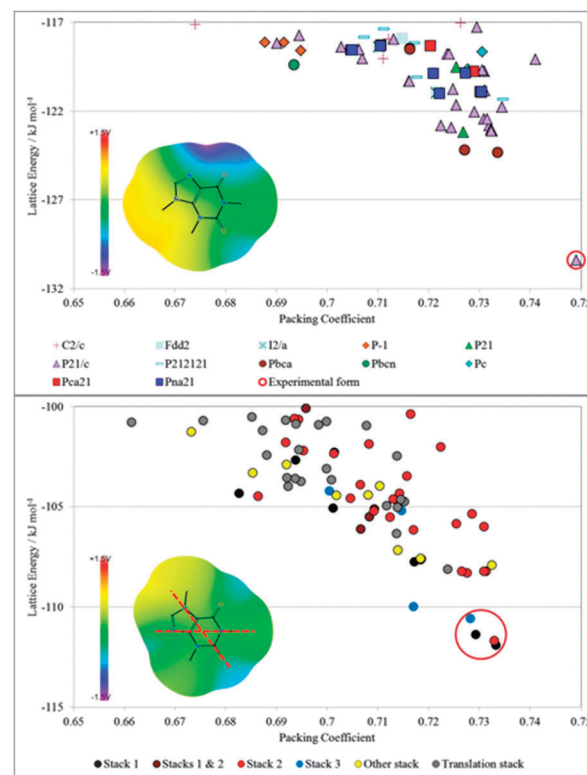 -117
-122
-127
-132
Lattice Energy / kJ mol⁻¹
+1.5V
-1.5V
0.65 0.66 0.67 0.68 0.69 0.7 0.71 0.72 0.73 0.74 0.75
Packing Coefficient
C2/c Fdd2 I2/a P-1 P21
P21/c P212121 Pbca Pbcn Pc
Pca21 Pna21 Experimental form
-100
-105
-110
-115
Lattice Energy / kJ mol⁻¹
+1.5V
-1.5V
0.65 0.66 0.67 0.68 0.69 0.7 0.71 0.72 0.73 0.74 0.75
Packing Coefficient
Stack 1 Stacks 1 & 2 Stack 2 Stack 3 Other stack Translation stack